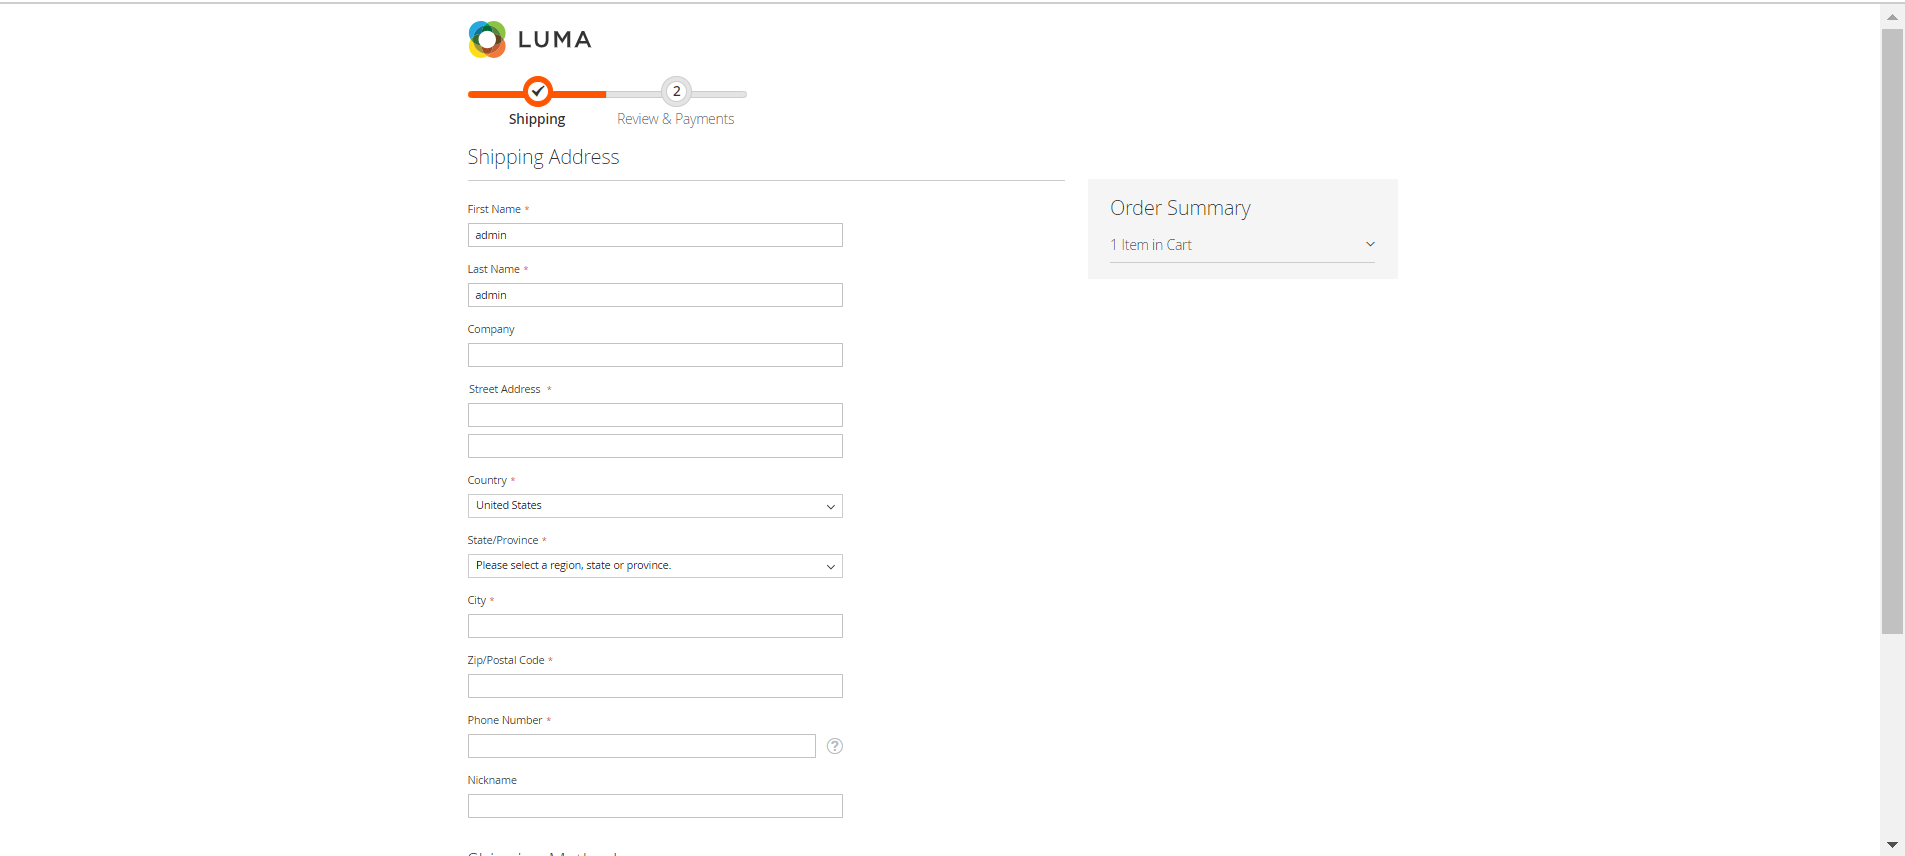 LUMA
2
Shipping
Review & Payments
Shipping Address
First Name *
admin
Last Name *
admin
Company
Street Address *
Country *
United States
State/Province *
Please select a region, state or province.
City *
Zip/Postal Code *
Phone Number *
?
Nickname
Order Summary
1 Item in Cart